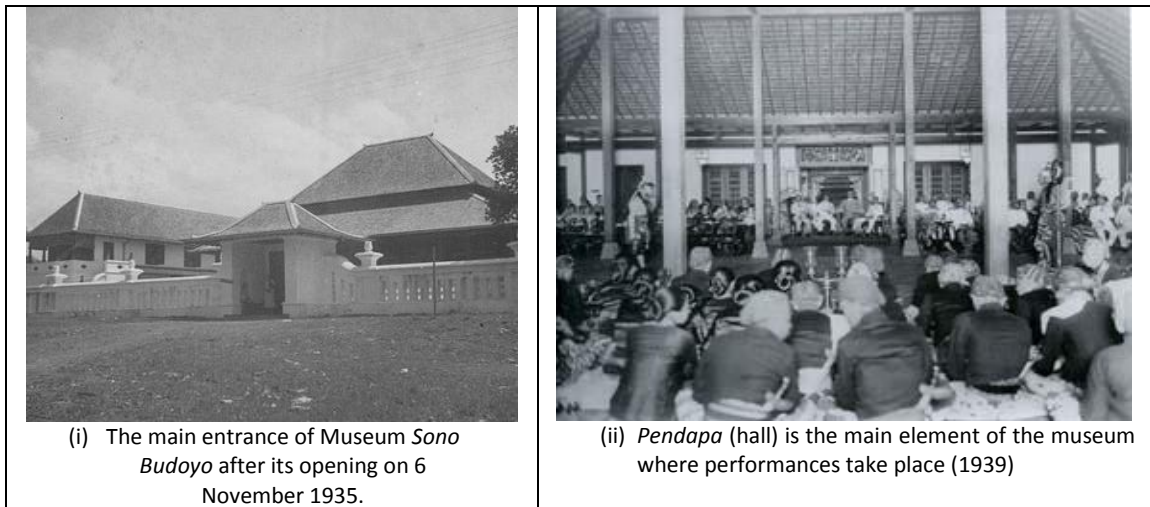 (i) The main entrance of Museum Sono
Budoyo after its opening on 6
November 1935.
(ii) Pendapa (hall) is the main element of the museum
where performances take place (1939)